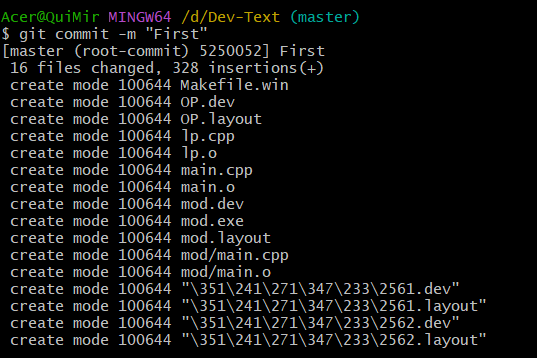 Acer@QuiMir MINGW64 /d/Dev-Text (master)
$ git commit -m "First"
[master (root-commit) 5250052] First
 16 files changed, 328 insertions(+)
 create mode 100644 Makefile.win
 create mode 100644 OP.dev
 create mode 100644 OP.layout
 create mode 100644 lp.cpp
 create mode 100644 lp.o
 create mode 100644 main.cpp
 create mode 100644 main.o
 create mode 100644 mod.dev
 create mode 100644 mod.exe
 create mode 100644 mod.layout
 create mode 100644 mod/main.cpp
 create mode 100644 mod/main.o
 create mode 100644 "\351\241\271\347\233\2561.dev"
 create mode 100644 "\351\241\271\347\233\2561.layout"
 create mode 100644 "\351\241\271\347\233\2562.dev"
 create mode 100644 "\351\241\271\347\233\2562.layout"